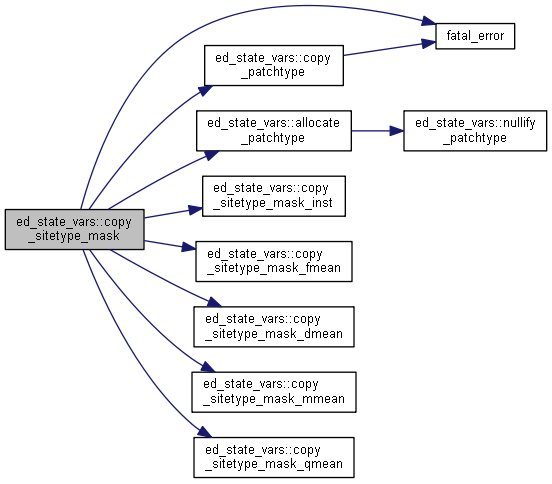 fatal_error
ed_state_vars::copy
_patchtype
ed_state_vars::allocate
_patchtype
ed_state_vars::nullify
_patchtype
ed_state_vars::copy
_sitetype_mask_inst
ed_state_vars::copy
_sitetype_mask
ed_state_vars::copy
_sitetype_mask_fmean
ed_state_vars::copy
_sitetype_mask_dmean
ed_state_vars::copy
_sitetype_mask_mmean
ed_state_vars::copy
_sitetype_mask_qmean